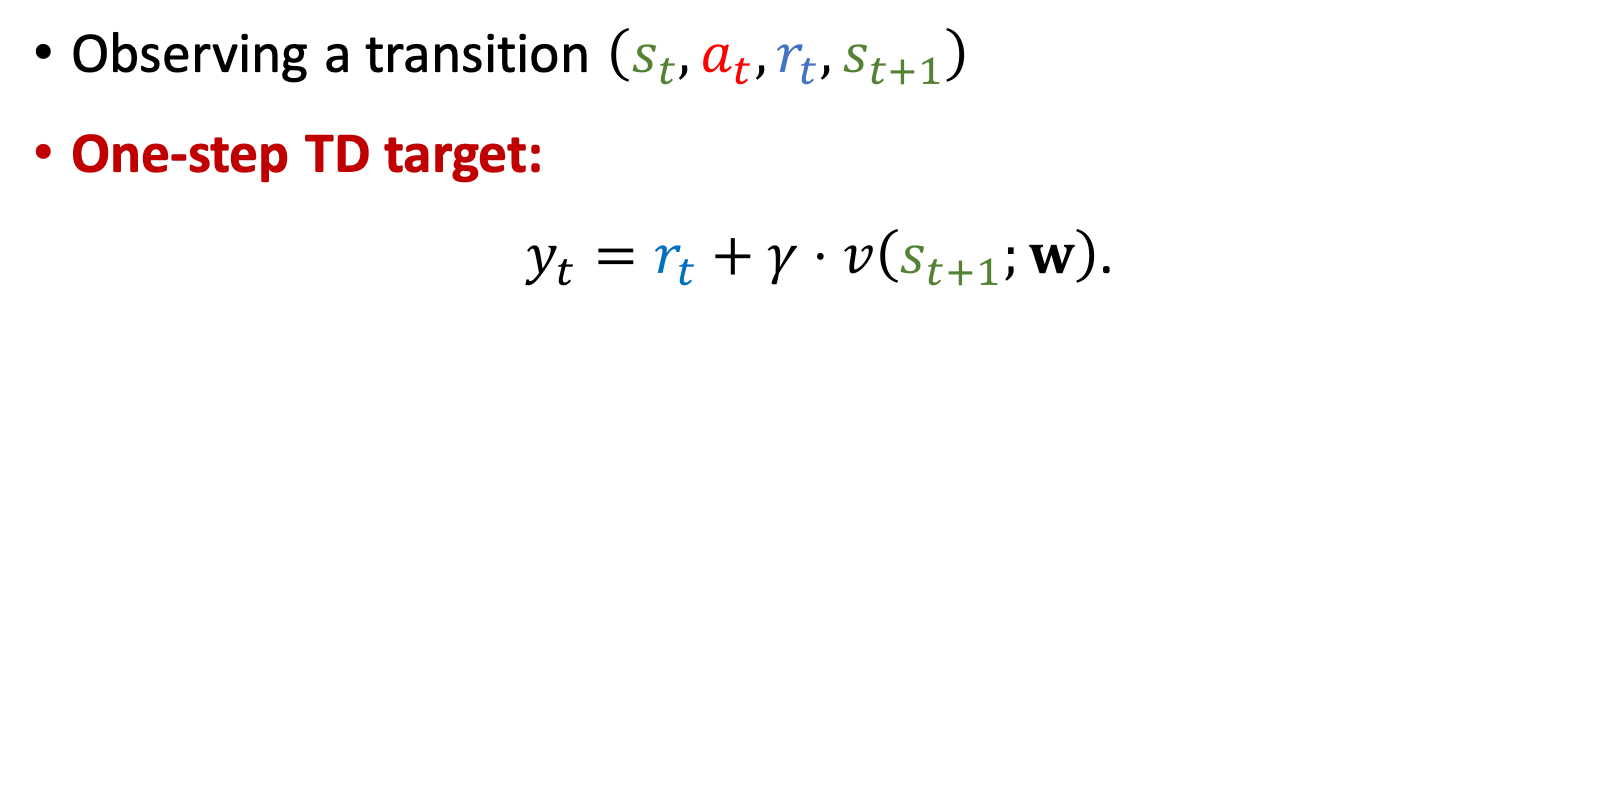 • Observing a transition (s_t, a_t, r_t, s_{t+1})
• One-step TD target:
y_t = r_t + γ · v(s_{t+1}; w).